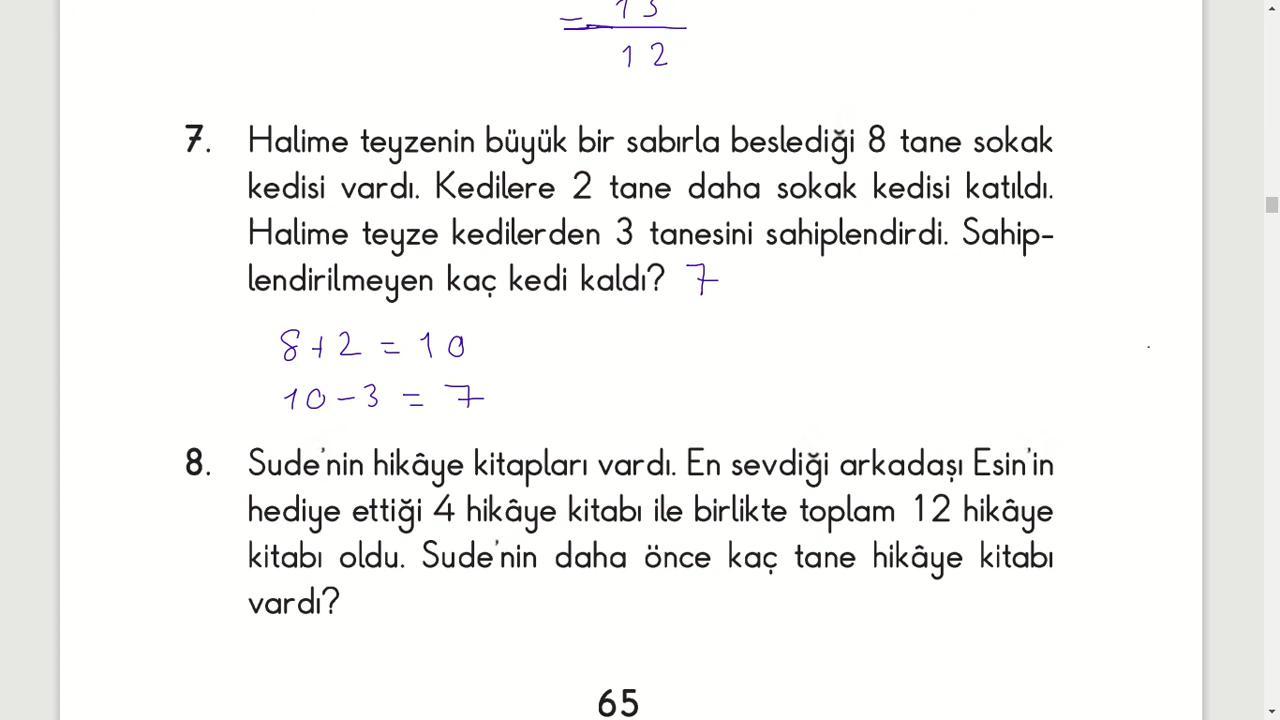 = 13
12
7. Halime teyzenin büyük bir sabırla beslediği 8 tane sokak
kedisi vardı. Kedilere 2 tane daha sokak kedisi katıldı.
Halime teyze kedilerden 3 tanesini sahiplendirdi. Sahip-
lendirilmeyen kaç kedi kaldı? 7
8+2 = 10
10-3 = 7
8. Sude'nin hikâye kitapları vardı. En sevdiği arkadaşı Esin'in
hediye ettiği 4 hikâye kitabı ile birlikte toplam 12 hikâye
kitabı oldu. Sude'nin daha önce kaç tane hikâye kitabı
vardı?
65